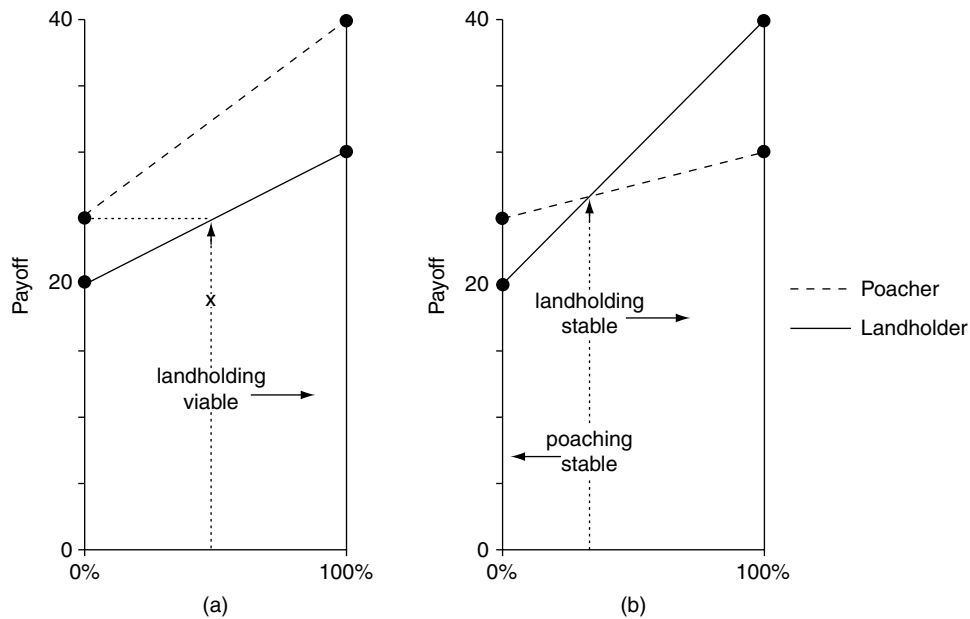 40
20
0
Payoff
x
landholding
viable
0%
100%
(a)
40
20
0
Payoff
landholding
stable
poaching
stable
0%
100%
(b)
Poacher
Landholder